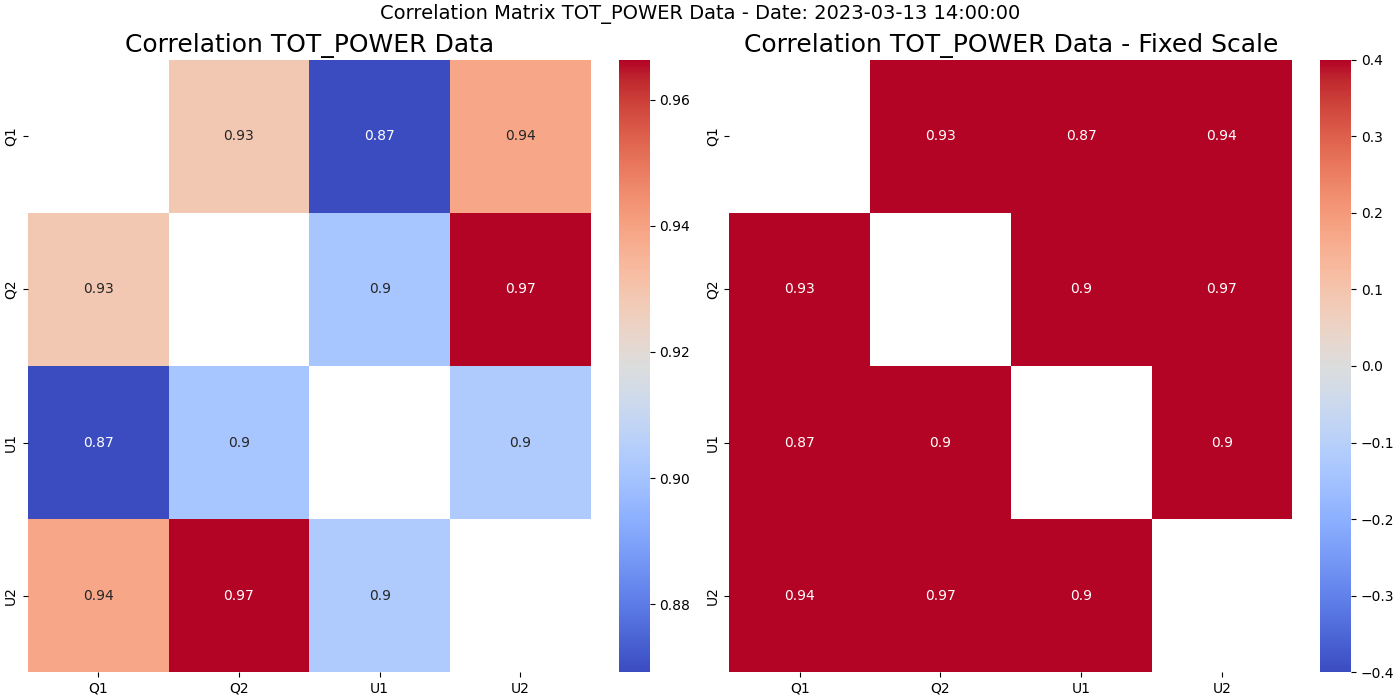 Correlation Matrix TOT_POWER Data - Date: 2023-03-13 14:00:00
Correlation TOT_POWER Data
Q1
0.93
0.87
0.94
Q2
0.93
0.9
0.97
U1
0.87
0.9
0.9
U2
0.94
0.97
0.9
Q1
Q2
U1
U2
0.96
0.94
0.92
0.90
0.88
Correlation TOT_POWER Data - Fixed Scale
Q1
0.93
0.87
0.94
Q2
0.93
0.9
0.97
U1
0.87
0.9
0.9
U2
0.94
0.97
0.9
Q1
Q2
U1
U2
0.4
0.3
0.2
0.1
0.0
−0.1
−0.2
−0.3
−0.4